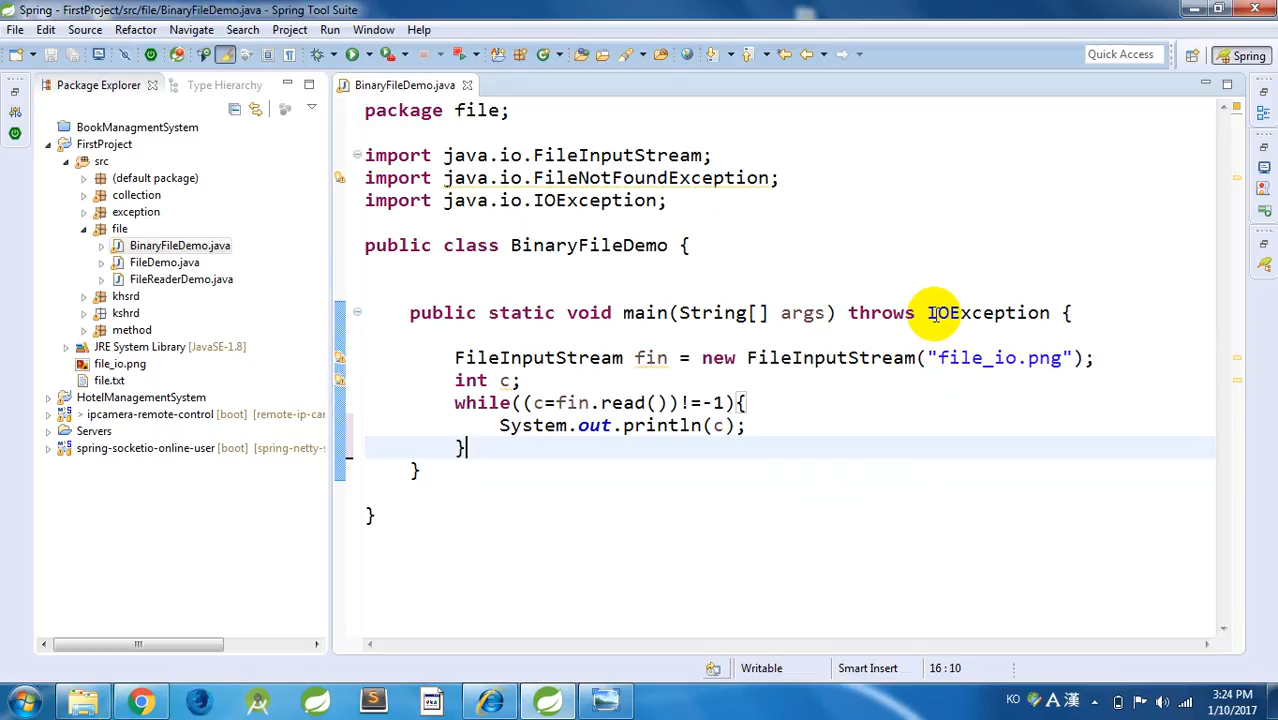 Spring - FirstProject/src/file/BinaryFileDemo.java - Spring Tool Suite
File Edit Source Refactor Navigate Search Project Run Window Help
Quick Access
Spring
Package Explorer
Type Hierarchy
BookManagmentSystem
FirstProject
src
(default package)
collection
exception
file
BinaryFileDemo.java
FileDemo.java
FileReaderDemo.java
khsrd
kshrd
method
JRE System Library [JavaSE-1.8]
file_io.png
file.txt
HotelManagementSystem
> ipcamera-remote-control [boot] [remote-ip-ca
Servers
spring-socketio-online-user [boot] [spring-netty-s
BinaryFileDemo.java
package file;
import java.io.FileInputStream;
import java.io.FileNotFoundException;
import java.io.IOException;
public class BinaryFileDemo {
public static void main(String[] args) throws IOException {
FileInputStream fin = new FileInputStream("file_io.png");
int c;
while((c=fin.read())!=-1){
System.out.println(c);
}
}
}
Writable
Smart Insert
16:10
KO
A 漢
3:24 PM
1/10/2017